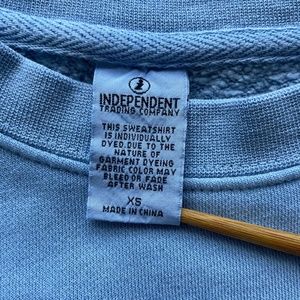 INDEPENDENT
TRADING COMPANY
THIS SWEATSHIRT
IS INDIVIDUALLY
DYED. DUE TO THE
NATURE OF
GARMENT DYEING
FABRIC COLOR MAY
BLEED OR FADE
AFTER WASH
XS
MADE IN CHINA